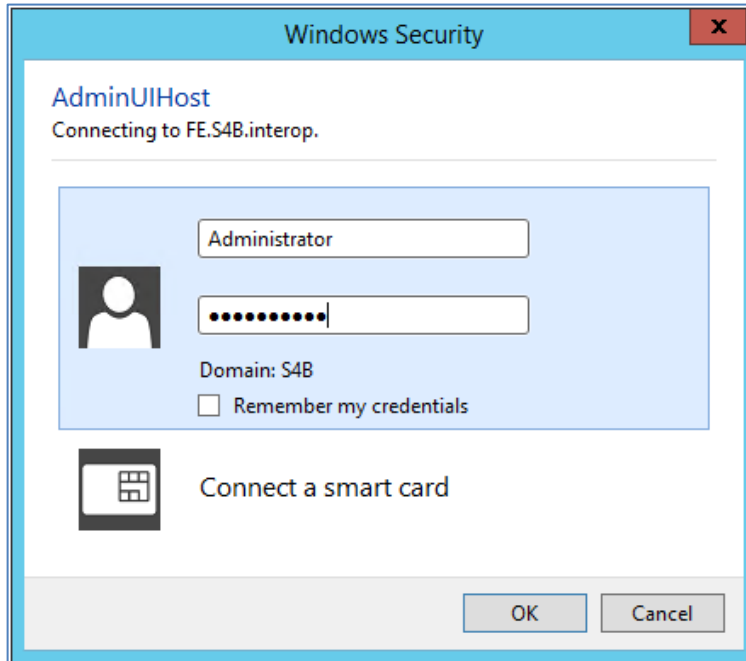 Windows Security
x
AdminUIHost
Connecting to FE.S4B.interop.
Administrator
●●●●●●●●●●
Domain: S4B
Remember my credentials
Connect a smart card
OK
Cancel